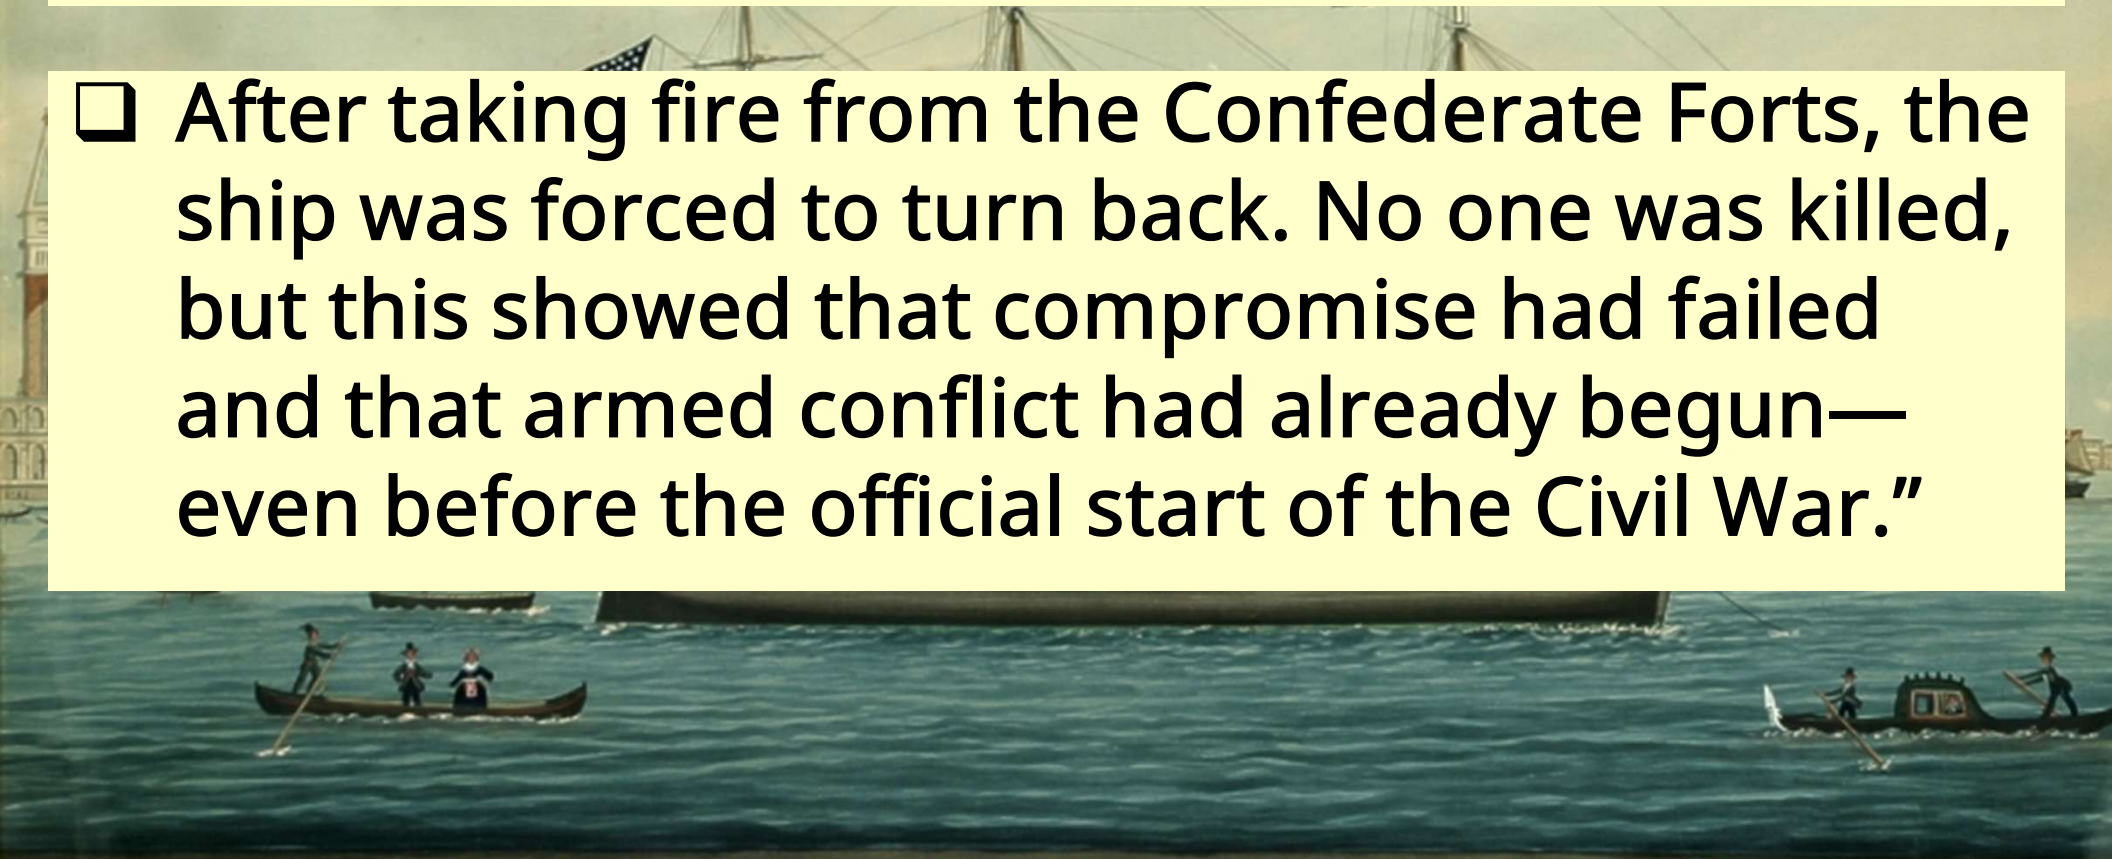 ❑ After taking fire from the Confederate Forts, the
ship was forced to turn back. No one was killed,
but this showed that compromise had failed
and that armed conflict had already begun—
even before the official start of the Civil War.”